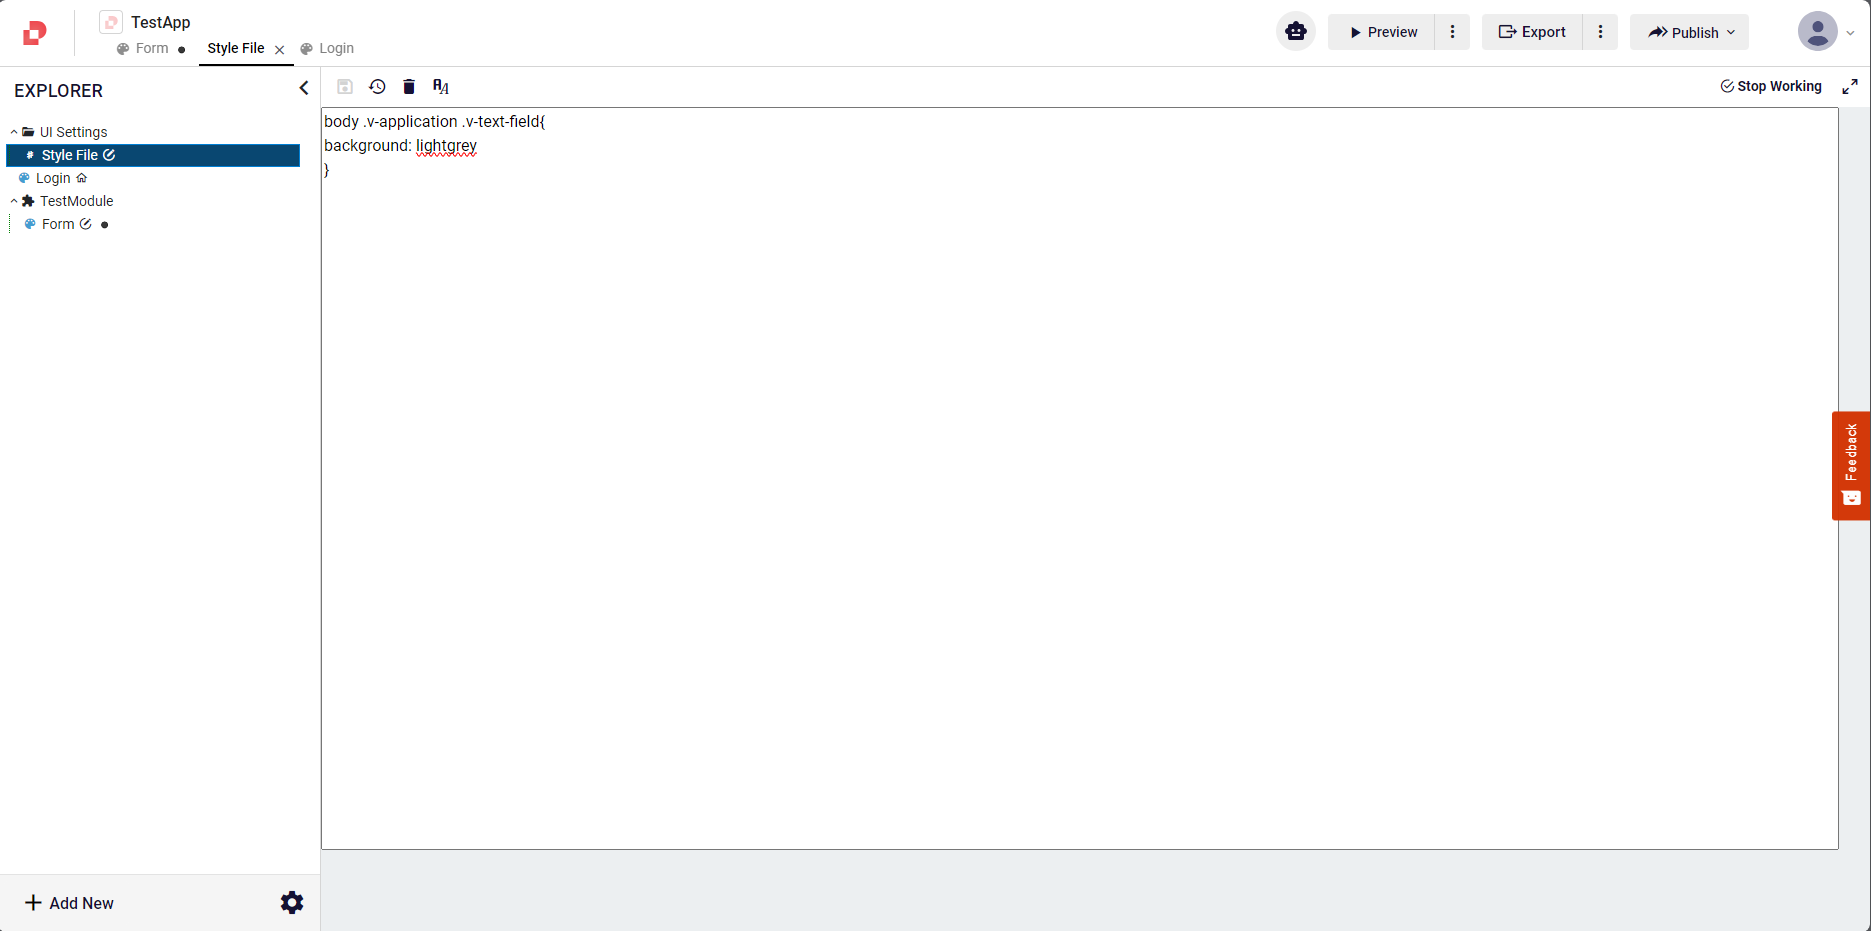 TestApp
Form
Style File
Login
Preview
Export
Publish
EXPLORER
UI Settings
# Style File
Login
TestModule
Form
Stop Working
body .v-application .v-text-field{
background: lightgrey
}
Feedback
Add New